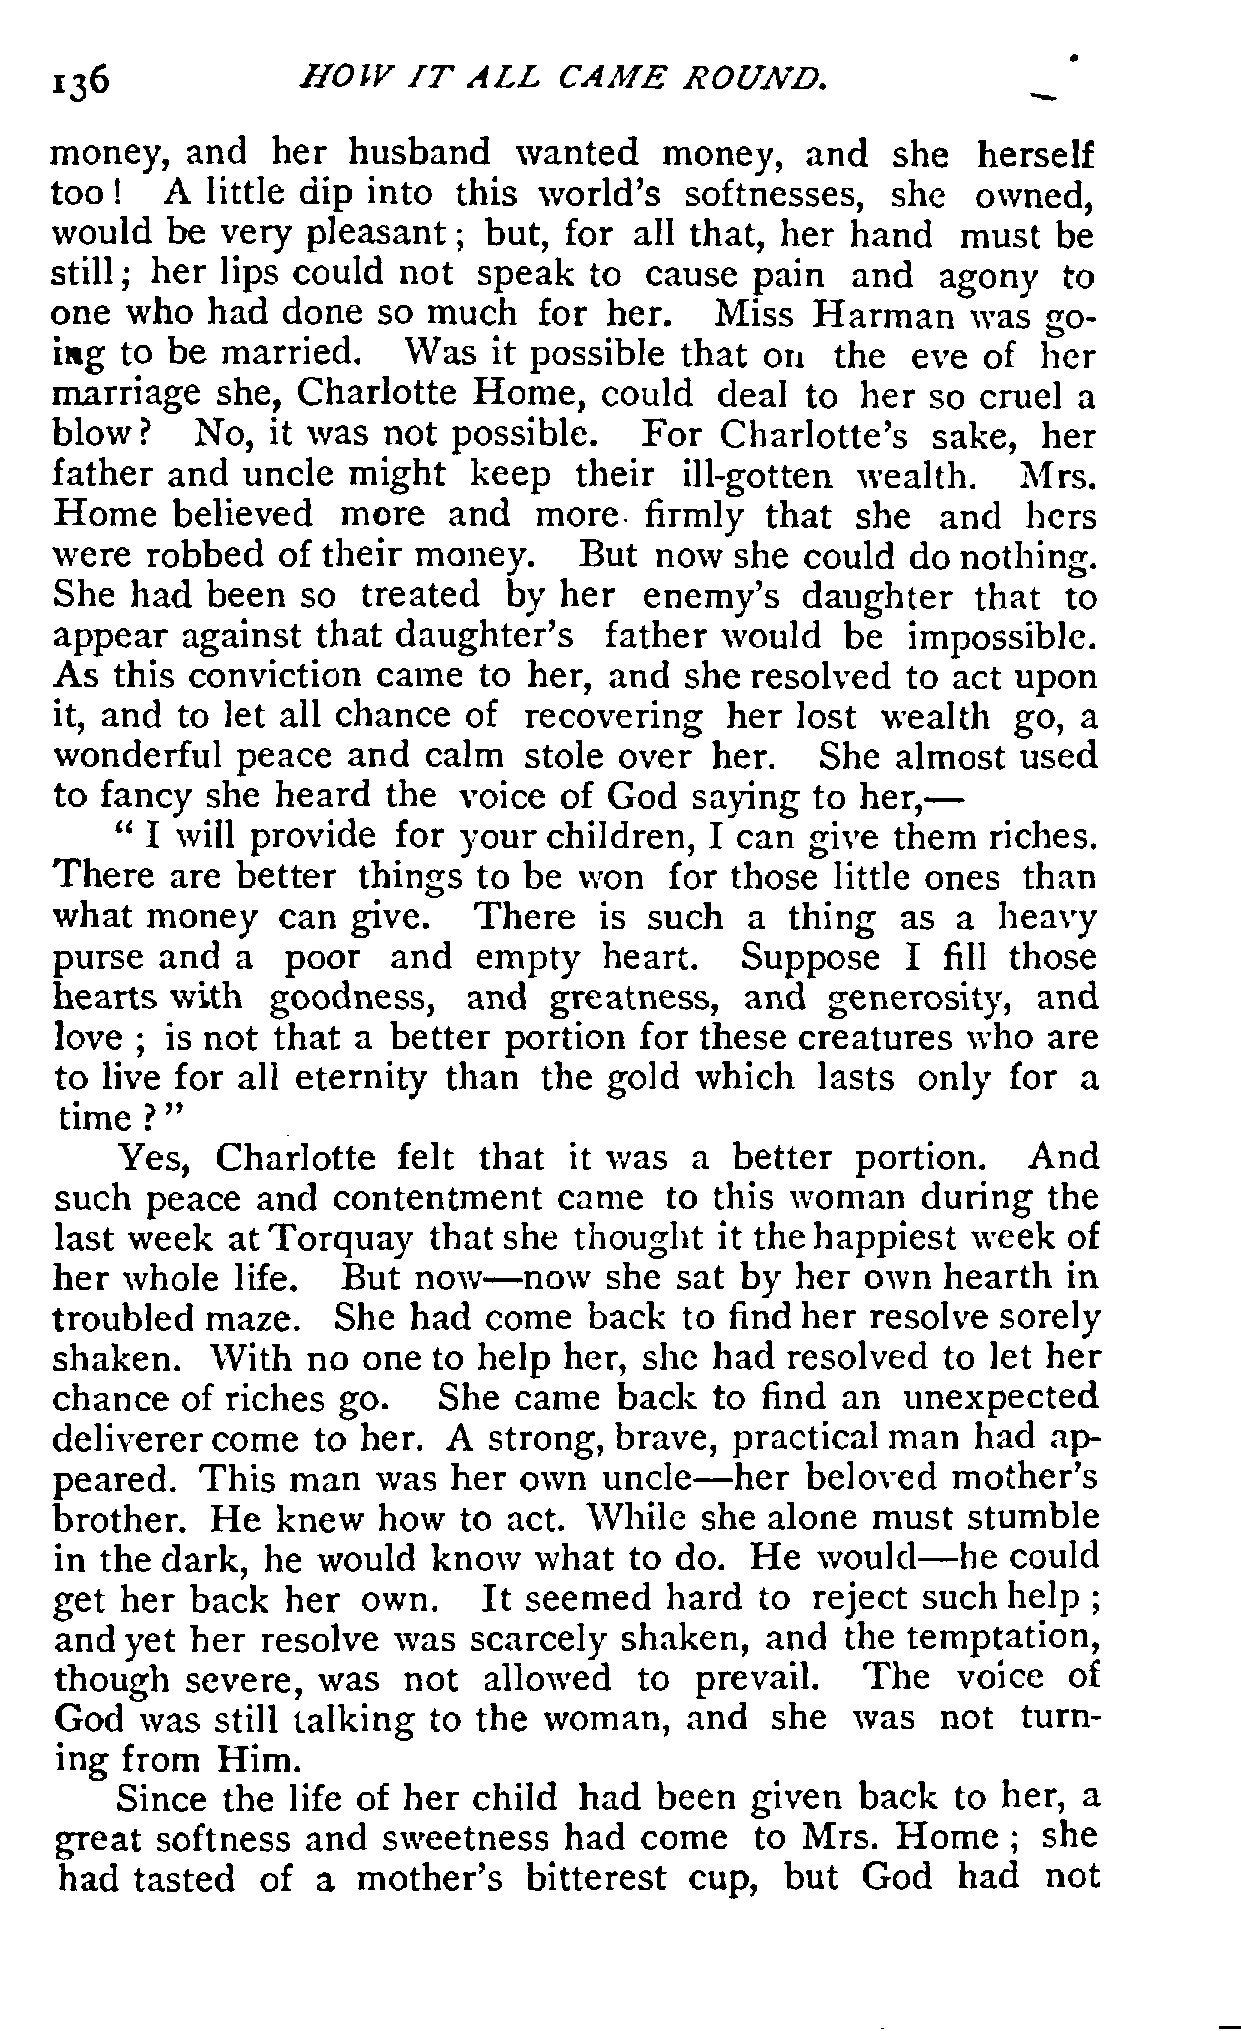 136 HOW IT ALL CAME ROUND.
money, and her husband wanted money, and she herself
too! A little dip into this world's softnesses, she owned,
would be very pleasant; but, for all that, her hand must be
still; her lips could not speak to cause pain and agony to
one who had done so much for her. Miss Harman was go-
ing to be married. Was it possible that on the eve of her
marriage she, Charlotte Home, could deal to her so cruel a
blow? No, it was not possible. For Charlotte's sake, her
father and uncle might keep their ill-gotten wealth. Mrs.
Home believed more and more firmly that she and hers
were robbed of their money. But now she could do nothing.
She had been so treated by her enemy's daughter that to
appear against that daughter's father would be impossible.
As this conviction came to her, and she resolved to act upon
it, and to let all chance of recovering her lost wealth go, a
wonderful peace and calm stole over her. She almost used
to fancy she heard the voice of God saying to her,—
“ I will provide for your children, I can give them riches.
There are better things to be won for those little ones than
what money can give. There is such a thing as a heavy
purse and a poor and empty heart. Suppose I fill those
hearts with goodness, and greatness, and generosity, and
love ; is not that a better portion for these creatures who are
to live for all eternity than the gold which lasts only for a
time ?”
Yes, Charlotte felt that it was a better portion. And
such peace and contentment came to this woman during the
last week at Torquay that she thought it the happiest week of
her whole life. But now—now she sat by her own hearth in
troubled maze. She had come back to find her resolve sorely
shaken. With no one to help her, she had resolved to let her
chance of riches go. She came back to find an unexpected
deliverer come to her. A strong, brave, practical man had ap-
peared. This man was her own uncle—her beloved mother's
brother. He knew how to act. While she alone must stumble
in the dark, he would know what to do. He would—he could
get her back her own. It seemed hard to reject such help ;
and yet her resolve was scarcely shaken, and the temptation,
though severe, was not allowed to prevail. The voice of
God was still talking to the woman, and she was not turn-
ing from Him.
Since the life of her child had been given back to her, a
great softness and sweetness had come to Mrs. Home ; she
had tasted of a mother's bitterest cup, but God had not